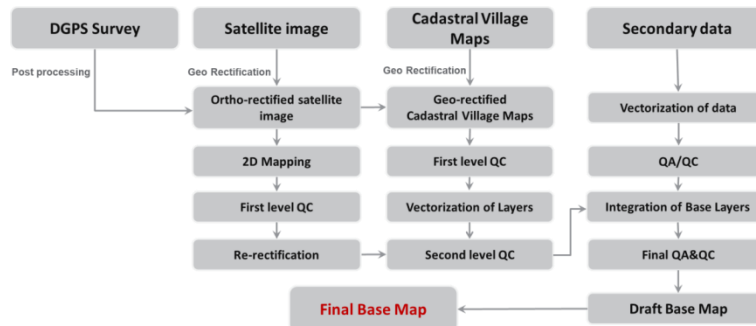 DGPS Survey
Satellite image
Cadastral Village
Maps
Secondary data
Post processing
Geo Rectification
Geo Rectification
Ortho-rectified satellite
image
Geo-rectified
Cadastral Village Maps
Vectorization of data
2D Mapping
First level QC
QA/QC
First level QC
Vectorization of Layers
Integration of Base Layers
Re-rectification
Second level QC
Final QA&QC
Final Base Map
Draft Base Map